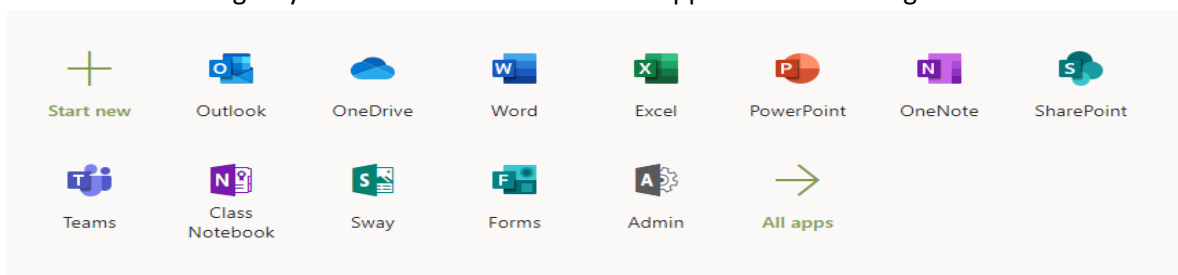 O W X P N S
Start new Outlook OneDrive Word Excel PowerPoint OneNote SharePoint
T N S F A
Teams Class Notebook Sway Forms Admin All apps